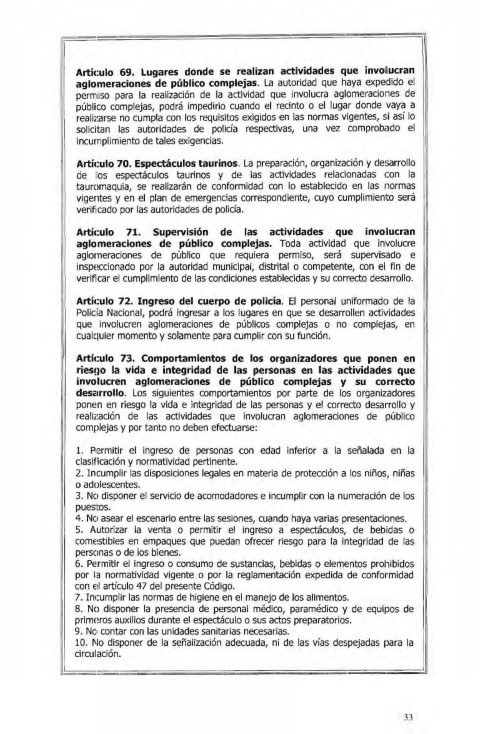 Artículo 69. Lugares donde se realizan actividades que involucran
aglomeraciones de público complejas. La autoridad que haya expedido el
permiso para la realización de la actividad que involucra aglomeraciones de
público complejas, podrá impedirlo cuando el recinto o el lugar donde vaya a
realizarse no cumpla con los requisitos exigidos en las normas vigentes, si así lo
solicitan las autoridades de policía respectivas, una vez comprobado el
incumplimiento de tales exigencias.
Artículo 70. Espectáculos taurinos. La preparación, organización y desarrollo
de los espectáculos taurinos y de las actividades relacionadas con la
tauromaquia, se realizarán de conformidad con lo establecido en las normas
vigentes y en el plan de emergencias correspondiente, cuyo cumplimiento será
verificado por las autoridades de policía.
Artículo 71. Supervisión de las actividades que involucran
aglomeraciones de público complejas. Toda actividad que involucre
aglomeraciones de público que requiera permiso, será supervisado e
inspeccionado por la autoridad municipal, distrital o competente, con el fin de
verificar el cumplimiento de las condiciones establecidas y su correcto desarrollo.
Artículo 72. Ingreso del cuerpo de policía. El personal uniformado de la
Policía Nacional, podrá ingresar a los lugares en que se desarrollen actividades
que involucren aglomeraciones de públicos complejas o no complejas, en
cualquier momento y solamente para cumplir con su función.
Artículo 73. Comportamientos de los organizadores que ponen en
riesgo la vida e integridad de las personas en las actividades que
involucren aglomeraciones de público complejas y su correcto
desarrollo. Los siguientes comportamientos por parte de los organizadores
ponen en riesgo la vida e integridad de las personas y el correcto desarrollo y
realización de las actividades que involucran aglomeraciones de público
complejas y por tanto no deben efectuarse:
1. Permitir el ingreso de personas con edad inferior a la señalada en la
clasificación y normatividad pertinente.
2. Incumplir las disposiciones legales en materia de protección a los niños, niñas
o adolescentes.
3. No disponer el servicio de acomodadores e incumplir con la numeración de los
puestos.
4. No asear el escenario entre las sesiones, cuando haya varias presentaciones.
5. Autorizar la venta o permitir el ingreso a espectáculos, de bebidas o
comestibles en empaques que puedan ofrecer riesgo para la integridad de las
personas o de los bienes.
6. Permitir el ingreso o consumo de sustancias, bebidas o elementos prohibidos
por la normatividad vigente o por la reglamentación expedida de conformidad
con el artículo 47 del presente Código.
7. Incumplir las normas de higiene en el manejo de los alimentos.
8. No disponer la presencia de personal médico, paramédico y de equipos de
primeros auxilios durante el espectáculo o sus actos preparatorios.
9. No contar con las unidades sanitarias necesarias.
10. No disponer de la señalización adecuada, ni de las vías despejadas para la
circulación.
33